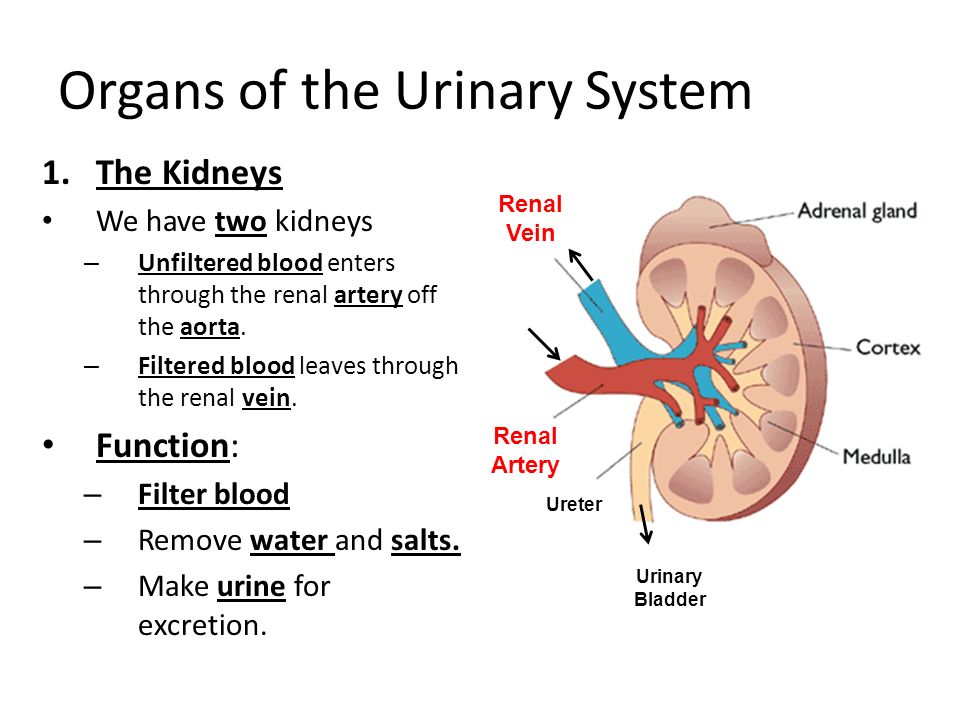 Organs of the Urinary System
1. The Kidneys
• We have two kidneys
– Unfiltered blood enters
through the renal artery off
the aorta.
– Filtered blood leaves through
the renal vein.
• Function:
– Filter blood
– Remove water and salts.
– Make urine for
excretion.
Renal
Vein
Adrenal gland
Cortex
Renal
Artery
Medulla
Ureter
Urinary
Bladder